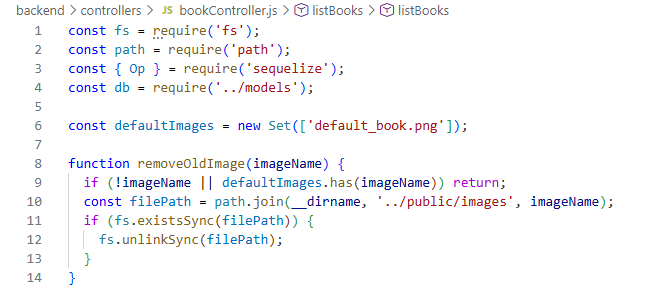 backend > controllers > JS bookController.js > listBooks > listBooks
1 const fs = require('fs');
2 const path = require('path');
3 const { Op } = require('sequelize');
4 const db = require('../models');
5
6 const defaultImages = new Set(['default_book.png']);
7
8 function removeOldImage(imageName) {
9 if (!imageName || defaultImages.has(imageName)) return;
10 const filePath = path.join(__dirname, '../public/images', imageName);
11 if (fs.existsSync(filePath)) {
12 fs.unlinkSync(filePath);
13 }
14 }